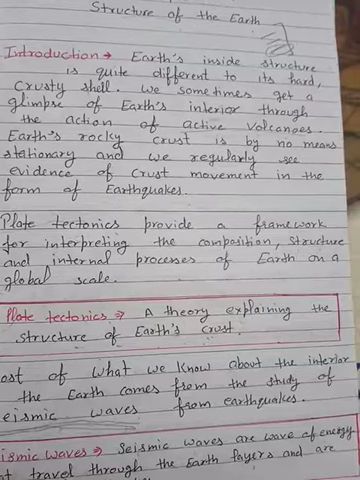 Structure of the Earth
Introduction → Earth's inside structure
is quite different to its hard,
crusty shell. We sometimes get a
glimpse of Earth's interior through
the action of active volcanoes.
Earth's rocky crust is by no means
stationary and we regularly see
evidence of crust movement in the
form of Earthquakes.
Plate tectonics provide a framework
for interpreting the composition, structure
and internal processes of Earth on a
global scale.
Plate tectonics → A theory explaining the
structure of Earth's crust.
ost of what we know about the interior
the Earth comes from the study of
eismic waves from earthquakes.
ismic waves → Seismic waves are wave of energy
t travel through the Earth layers and are